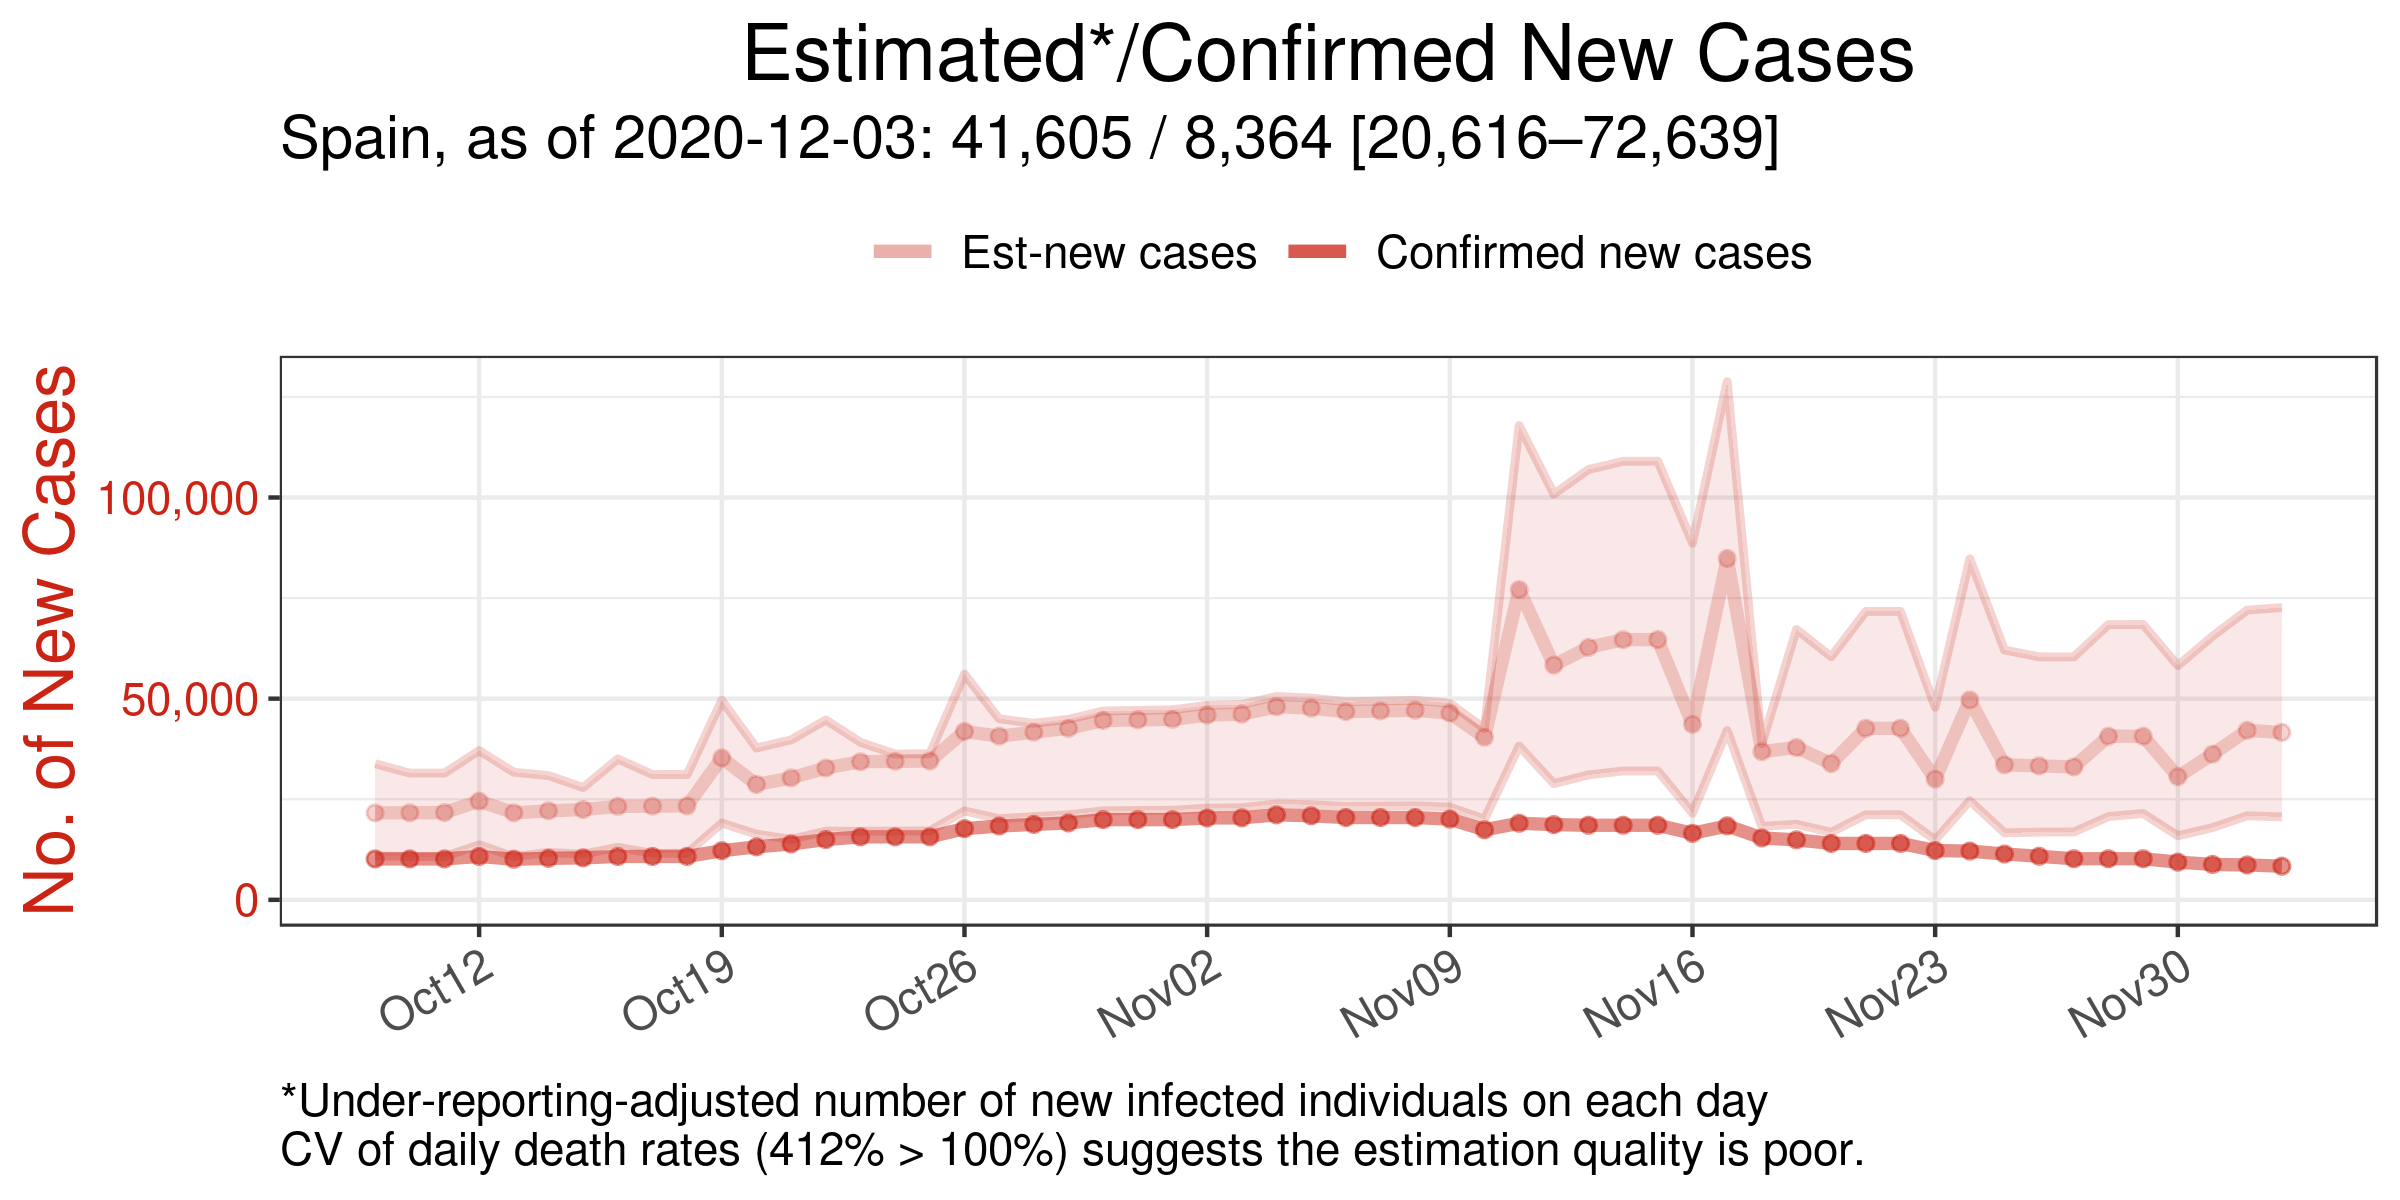 Estimated*/Confirmed New Cases
Spain, as of 2020-12-03: 41,605 / 8,364 [20,616–72,639]
Est-new cases
Confirmed new cases
No. of New Cases
100,000
50,000
0
Oct12
Oct19
Oct26
Nov02
Nov09
Nov16
Nov23
Nov30
*Under-reporting-adjusted number of new infected individuals on each day
CV of daily death rates (412% > 100%) suggests the estimation quality is poor.